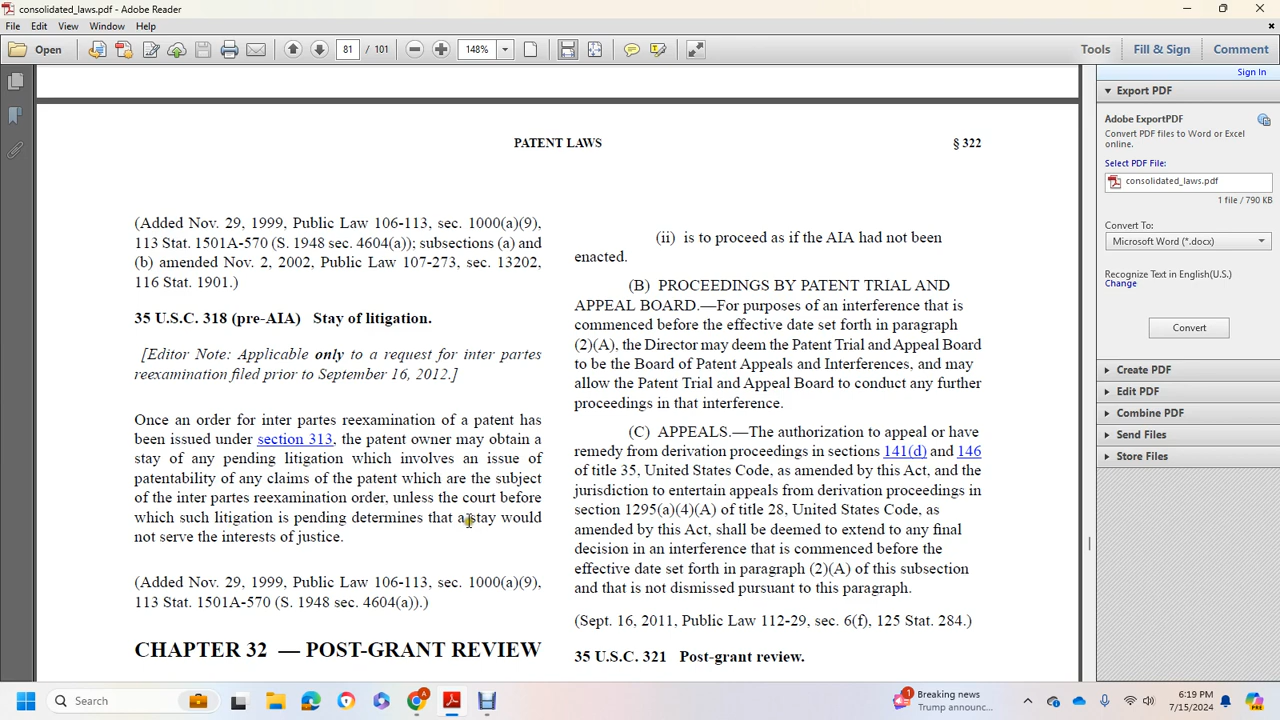 consolidated_laws.pdf - Adobe Reader
File Edit View Window Help
Open 81 / 101 148% Tools Fill & Sign Comment
Sign In
PATENT LAWS § 322
(Added Nov. 29, 1999, Public Law 106-113, sec. 1000(a)(9),
113 Stat. 1501A-570 (S. 1948 sec. 4604(a)); subsections (a) and
(b) amended Nov. 2, 2002, Public Law 107-273, sec. 13202,
116 Stat. 1901.)
35 U.S.C. 318 (pre-AIA) Stay of litigation.
[Editor Note: Applicable only to a request for inter partes
reexamination filed prior to September 16, 2012.]
Once an order for inter partes reexamination of a patent has
been issued under section 313, the patent owner may obtain a
stay of any pending litigation which involves an issue of
patentability of any claims of the patent which are the subject
of the inter partes reexamination order, unless the court before
which such litigation is pending determines that a stay would
not serve the interests of justice.
(Added Nov. 29, 1999, Public Law 106-113, sec. 1000(a)(9),
113 Stat. 1501A-570 (S. 1948 sec. 4604(a)).)
CHAPTER 32 — POST-GRANT REVIEW
(ii) is to proceed as if the AIA had not been
enacted.
(B) PROCEEDINGS BY PATENT TRIAL AND
APPEAL BOARD.—For purposes of an interference that is
commenced before the effective date set forth in paragraph
(2)(A), the Director may deem the Patent Trial and Appeal Board
to be the Board of Patent Appeals and Interferences, and may
allow the Patent Trial and Appeal Board to conduct any further
proceedings in that interference.
(C) APPEALS.—The authorization to appeal or have
remedy from derivation proceedings in sections 141(d) and 146
of title 35, United States Code, as amended by this Act, and the
jurisdiction to entertain appeals from derivation proceedings in
section 1295(a)(4)(A) of title 28, United States Code, as
amended by this Act, shall be deemed to extend to any final
decision in an interference that is commenced before the
effective date set forth in paragraph (2)(A) of this subsection
and that is not dismissed pursuant to this paragraph.
(Sept. 16, 2011, Public Law 112-29, sec. 6(f), 125 Stat. 284.)
35 U.S.C. 321 Post-grant review.
Export PDF
Adobe ExportPDF
Convert PDF files to Word or Excel
online.
Select PDF File:
consolidated_laws.pdf
1 file / 790 KB
Convert To:
Microsoft Word (*.docx)
Recognize Text in English(U.S.)
Change
Convert
Create PDF
Edit PDF
Combine PDF
Send Files
Store Files
Search
1
Breaking news
Trump announc...
6:19 PM
7/15/2024